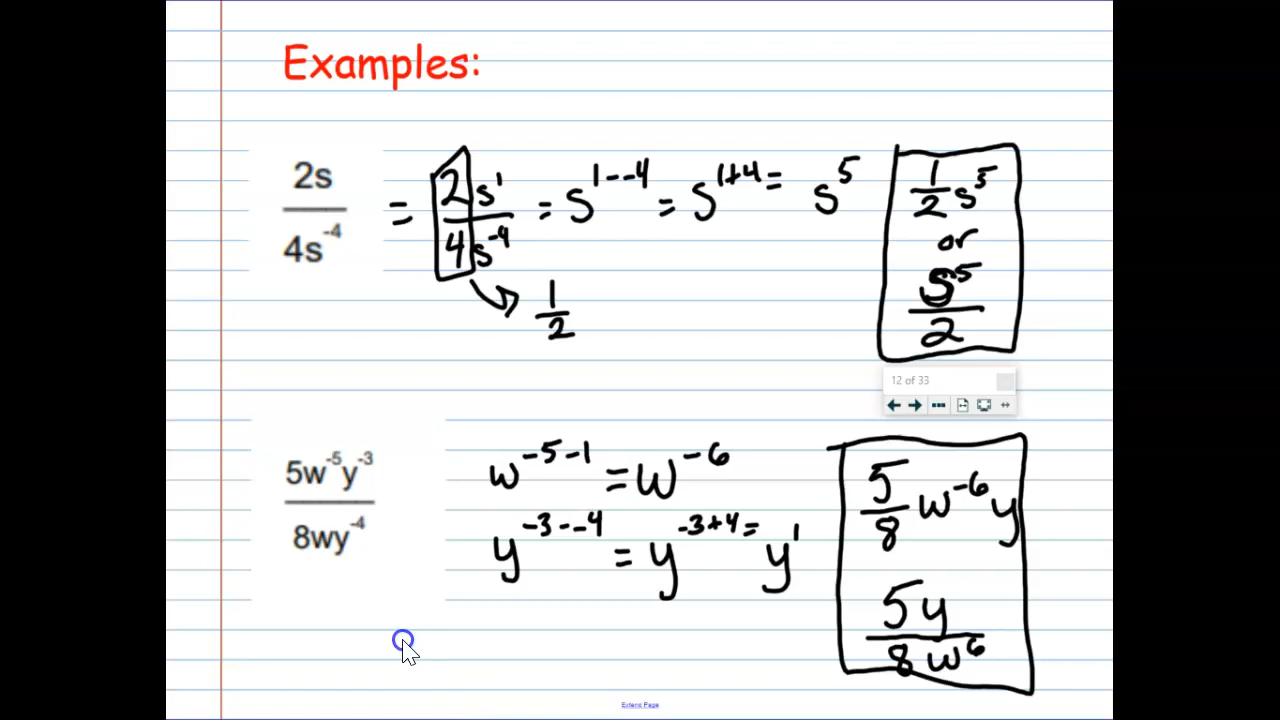 Examples:
2s / 4s^-4 = 2s^1 / 4s^-4 = s^1--4 = s^1+4 = s^5
→ 1/2
1/2 s^5
or
s^5 / 2
12 of 33
5w^-5y^-3 / 8wy^-4
w^-5-1 = w^-6
y^-3--4 = y^-3+4 = y^1
5/8 w^-6 y
5y / 8w^6
Extend Page